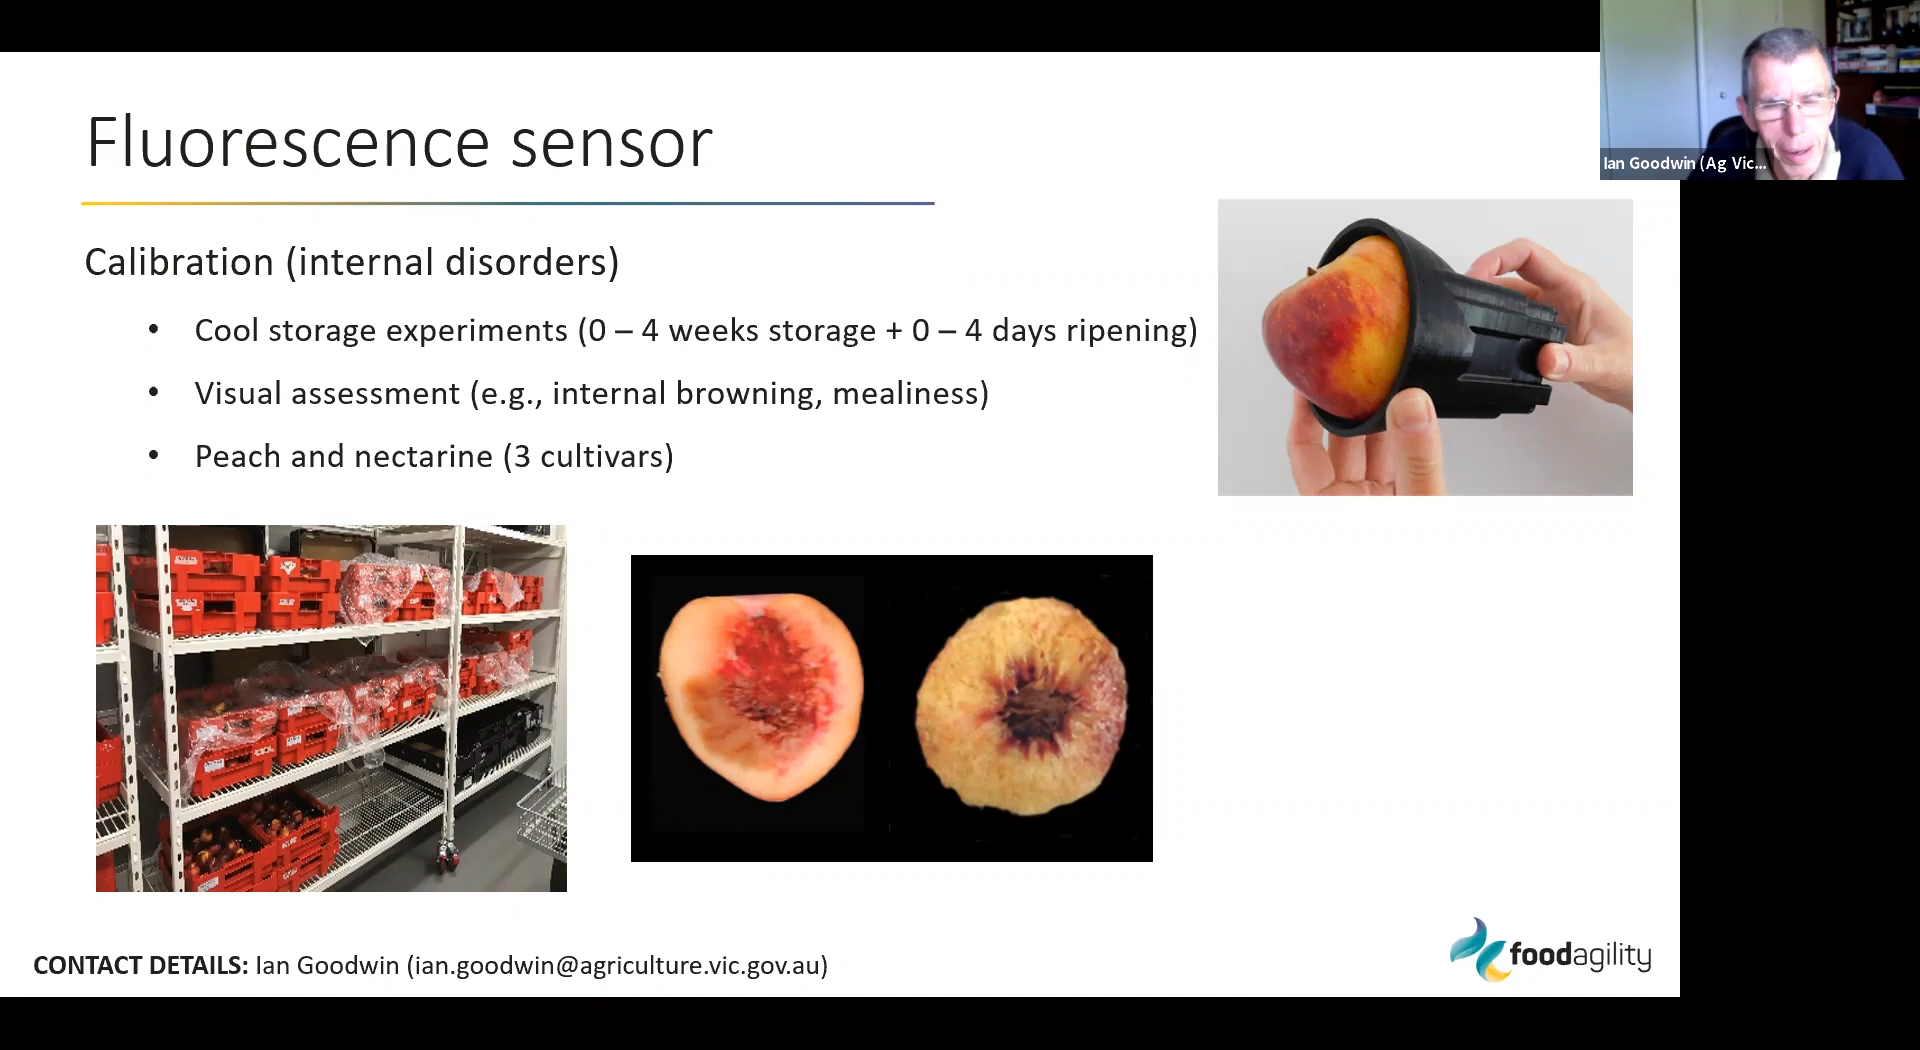 Fluorescence sensor
Ian Goodwin (Ag Vic...
Calibration (internal disorders)
• Cool storage experiments (0 – 4 weeks storage + 0 – 4 days ripening)
• Visual assessment (e.g., internal browning, mealiness)
• Peach and nectarine (3 cultivars)
CONTACT DETAILS: Ian Goodwin (ian.goodwin@agriculture.vic.gov.au)
foodagility